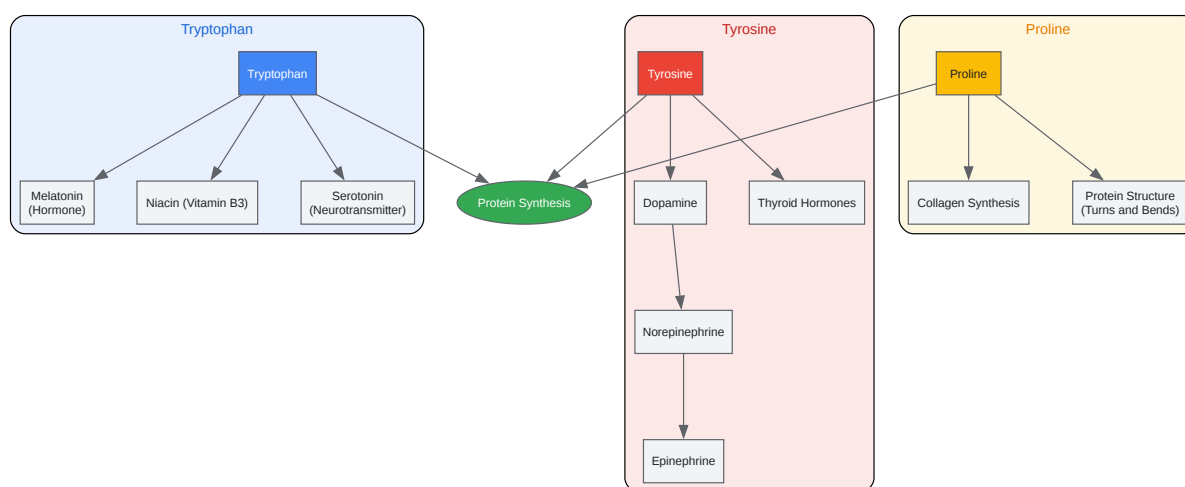 Tryptophan
Tyrosine
Proline
Tryptophan
Tyrosine
Proline
Melatonin
(Hormone)
Niacin (Vitamin B3)
Serotonin
(Neurotransmitter)
Protein Synthesis
Dopamine
Thyroid Hormones
Collagen Synthesis
Protein Structure
(Turns and Bends)
Norepinephrine
Epinephrine